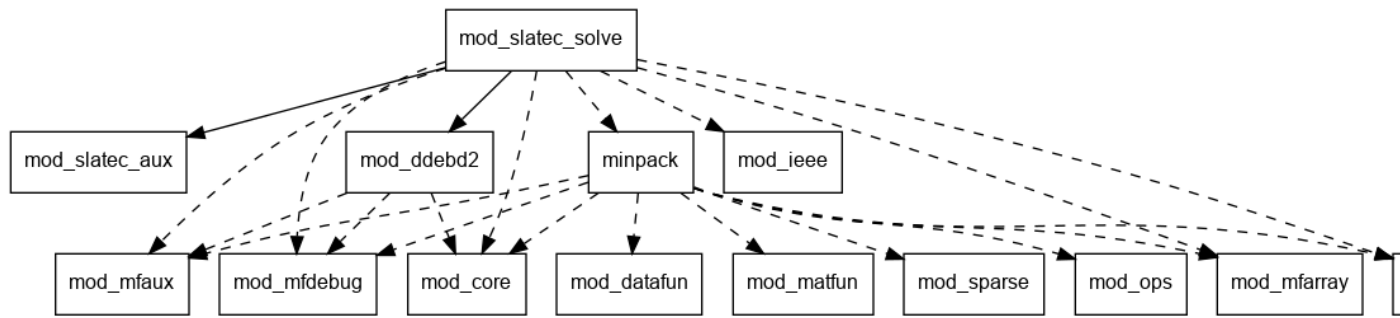 mod_slatec_solve
mod_slatec_aux
mod_ddebd2
minpack
mod_ieee
mod_mfaux
mod_mfdebug
mod_core
mod_datafun
mod_matfun
mod_sparse
mod_ops
mod_mfarray